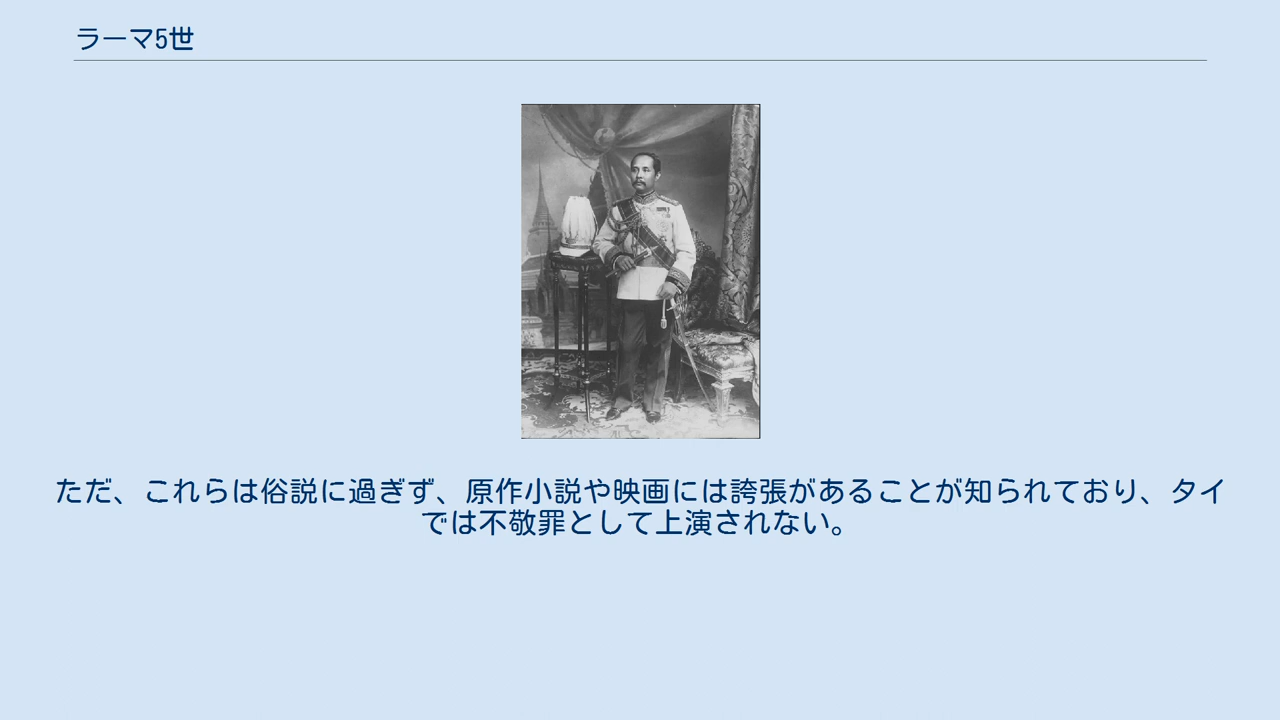 ラーマ5世
ただ、これらは俗説に過ぎず、原作小説や映画には誇張があることが知られており、タイ
では不敬罪として上演されない。